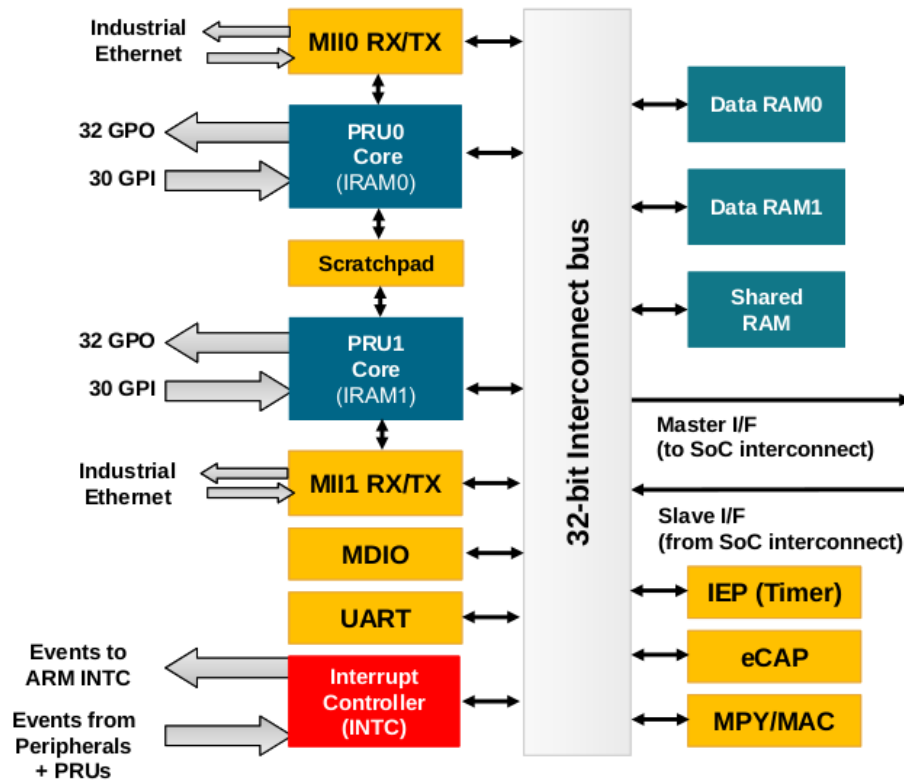 Industrial
Ethernet
MII0 RX/TX
32 GPO
30 GPI
PRU0
Core
(IRAM0)
Scratchpad
32 GPO
30 GPI
PRU1
Core
(IRAM1)
Industrial
Ethernet
MII1 RX/TX
MDIO
UART
Events to
ARM INTC
Events from
Peripherals
+ PRUs
Interrupt
Controller
(INTC)
32-bit Interconnect bus
Data RAM0
Data RAM1
Shared
RAM
Master I/F
(to SoC interconnect)
Slave I/F
(from SoC interconnect)
IEP (Timer)
eCAP
MPY/MAC